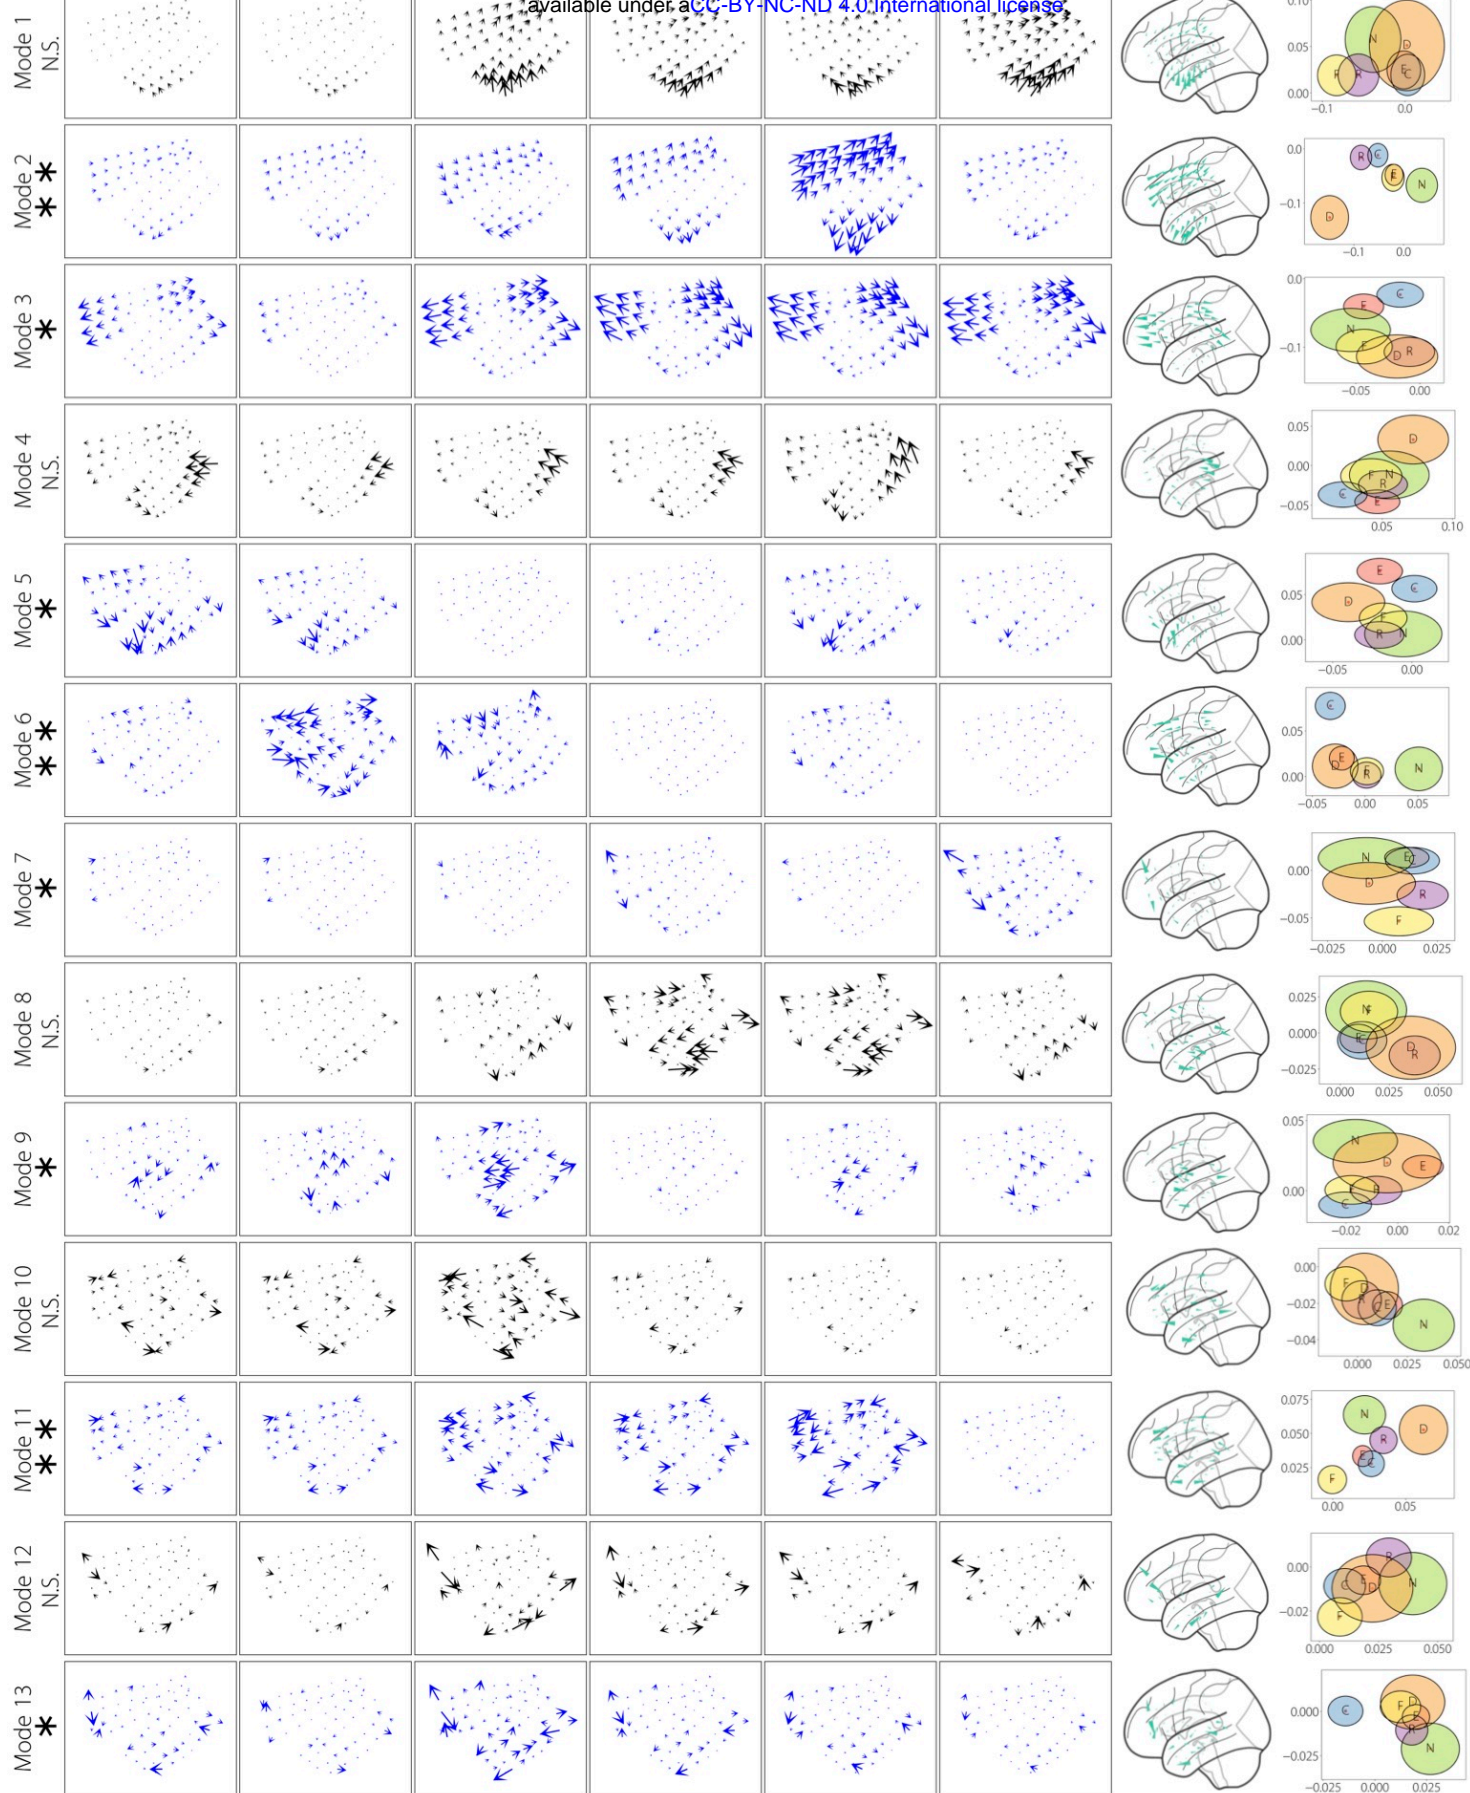 available under aCC-BY-NC-ND 4.0 International license
Mode 1
N.S.
0.10
0.05
0.00
−0.1 0.0
N
D
F
R
E
C
Mode 2
**
0.0
−0.1
−0.1 0.0
R
C
E
F
N
D
Mode 3
*
0.0
−0.1
−0.05 0.00
C
E
N
F
D
R
Mode 4
N.S.
0.05
0.00
−0.05
0.05 0.10
D
F
N
R
C
E
Mode 5
*
0.05
0.00
−0.05 0.00
E
C
D
F
R
N
Mode 6
**
0.05
0.00
−0.05 0.00 0.05
C
E
D
F
R
N
Mode 7
*
0.00
−0.05
−0.025 0.000 0.025
N
E
C
D
R
F
Mode 8
N.S.
0.025
0.000
−0.025
0.000 0.025 0.050
N
F
E
C
D
R
Mode 9
*
0.05
0.00
−0.02 0.00 0.02
N
D
E
F
R
C
Mode 10
N.S.
0.00
−0.02
−0.04
0.000 0.025 0.050
F
D
R
C
E
N
Mode 11
**
0.075
0.050
0.025
0.00 0.05
N
D
R
E
C
F
Mode 12
N.S.
0.00
−0.02
0.000 0.025 0.050
R
E
C
D
N
F
Mode 13
*
0.000
−0.025
−0.025 0.000 0.025
C
F
D
E
R
N